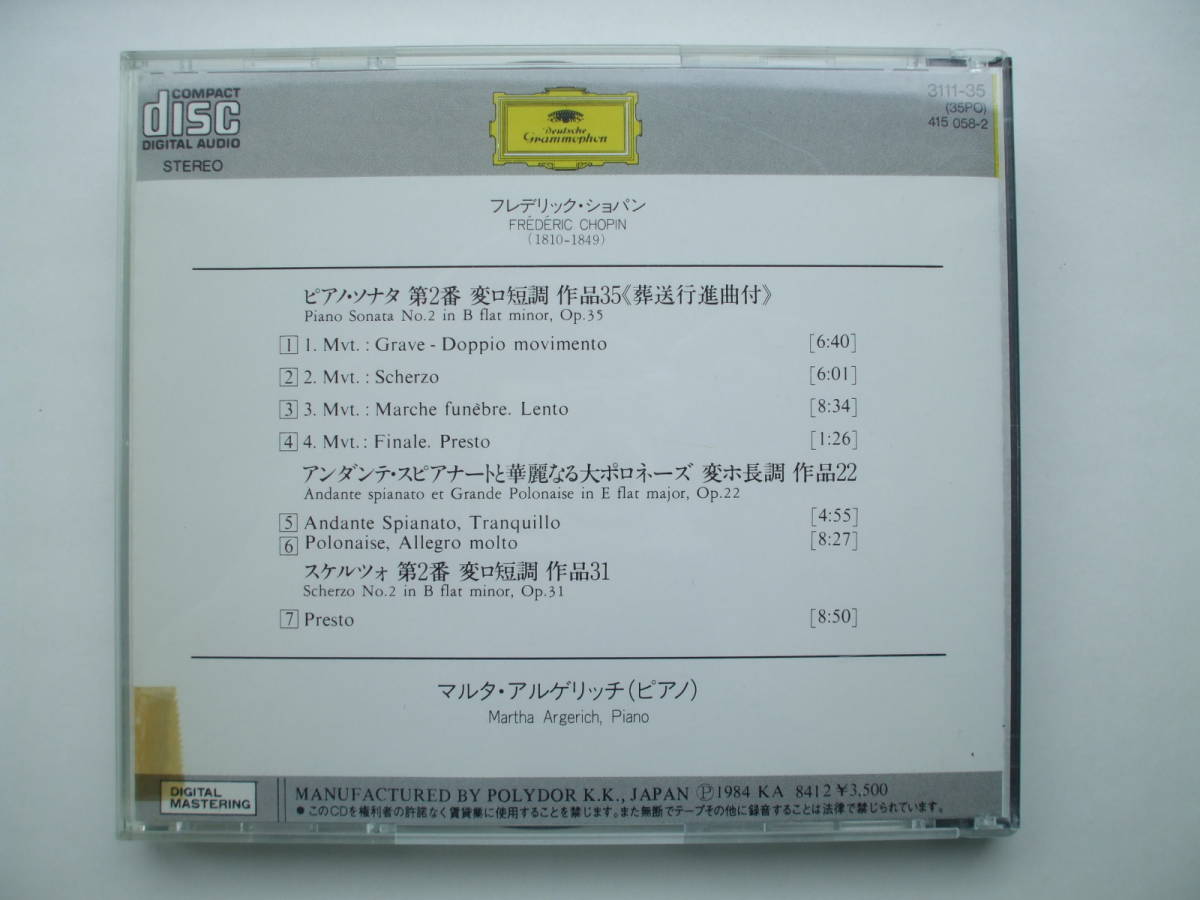 COMPACT
disc
DIGITAL AUDIO
STEREO
Deutsche
Grammophon
3111-35
(35PO)
415 058-2
フレデリック・ショパン
FRÉDÉRIC CHOPIN
(1810-1849)
ピアノ・ソナタ 第2番 変ロ短調 作品35《葬送行進曲付》
Piano Sonata No.2 in B flat minor, Op.35
1 1. Mvt.: Grave - Doppio movimento [6:40]
2 2. Mvt.: Scherzo [6:01]
3 3. Mvt.: Marche funèbre. Lento [8:34]
4 4. Mvt.: Finale. Presto [1:26]
アンダンテ・スピアナートと華麗なる大ポロネーズ 変ホ長調 作品22
Andante spianato et Grande Polonaise in E flat major, Op.22
5 Andante Spianato, Tranquillo [4:55]
6 Polonaise, Allegro molto [8:27]
スケルツォ 第2番 変ロ短調 作品31
Scherzo No.2 in B flat minor, Op.31
7 Presto [8:50]
マルタ・アルゲリッチ(ピアノ)
Martha Argerich, Piano
DIGITAL
MASTERING
MANUFACTURED BY POLYDOR K.K., JAPAN Ⓟ1984 KA 8412 ¥3,500
●このCDを権利者の許諾なく賃貸業に使用することを禁じます。また無断でテープその他に録音することは法律で禁じられています。